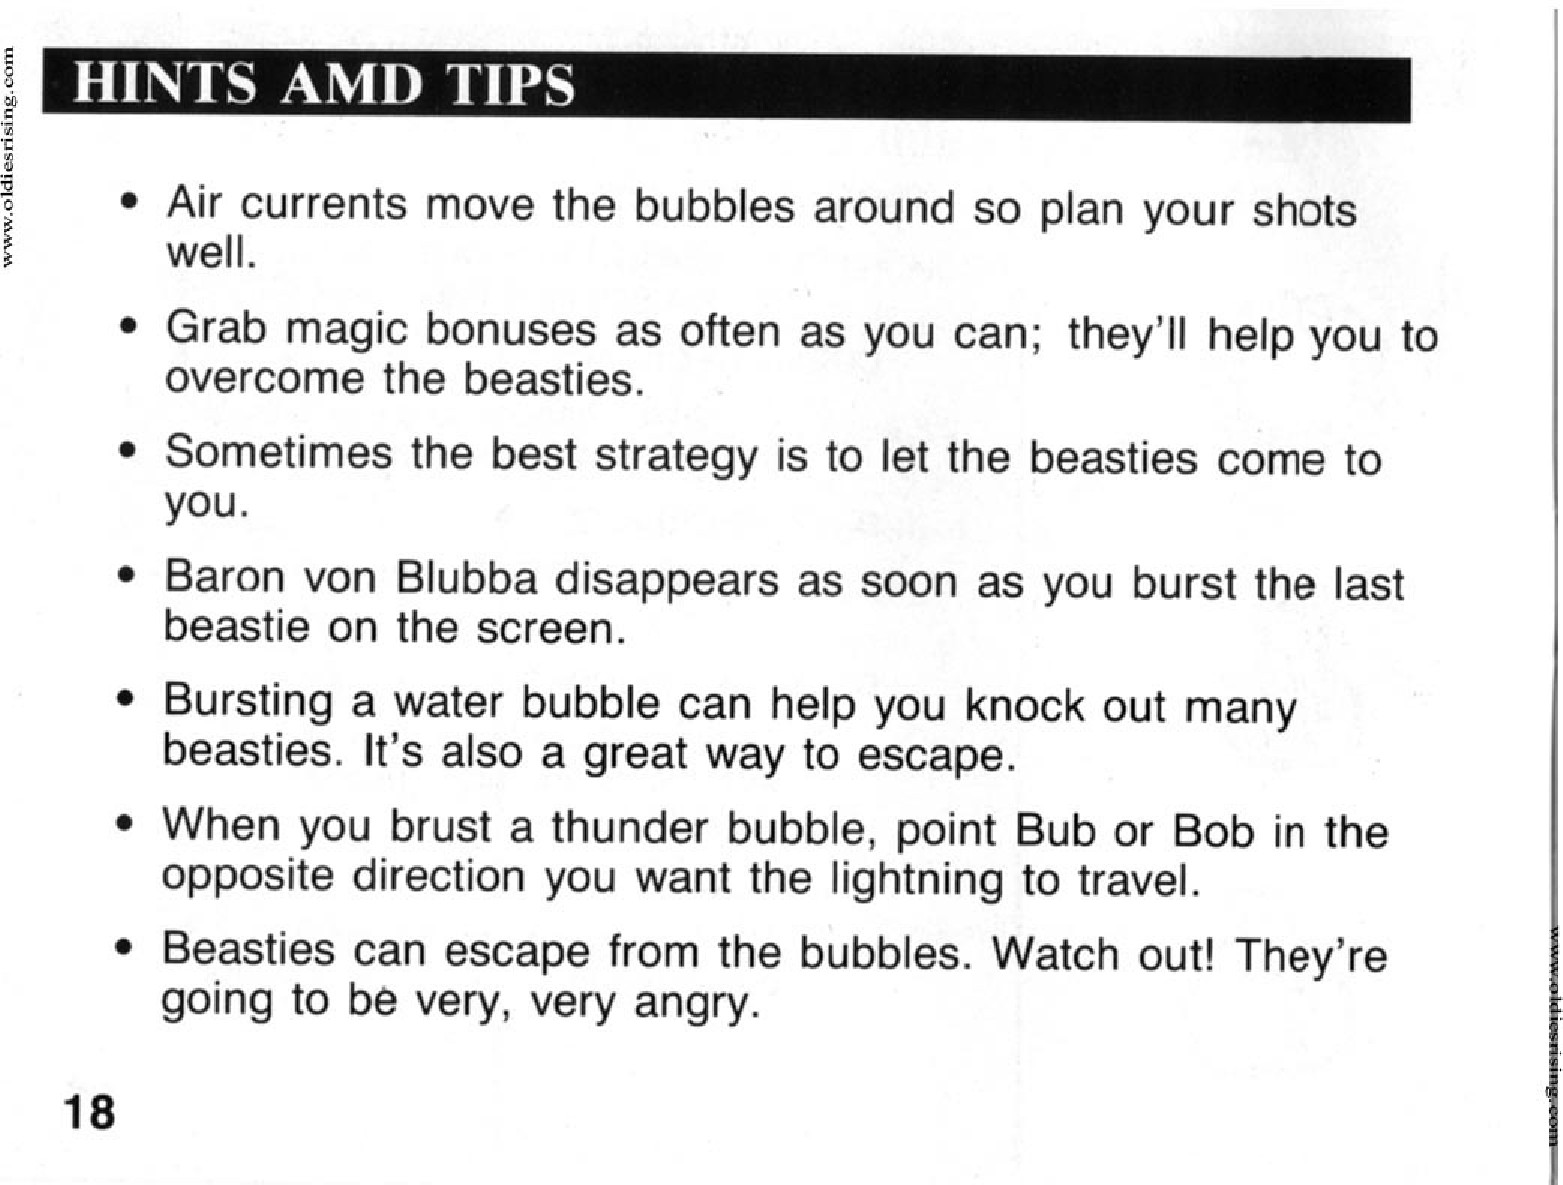 www.oldiesrising.com
HINTS AMD TIPS
• Air currents move the bubbles around so plan your shots
well.
• Grab magic bonuses as often as you can; they'll help you to
overcome the beasties.
• Sometimes the best strategy is to let the beasties come to
you.
• Baron von Blubba disappears as soon as you burst the last
beastie on the screen.
• Bursting a water bubble can help you knock out many
beasties. It's also a great way to escape.
• When you brust a thunder bubble, point Bub or Bob in the
opposite direction you want the lightning to travel.
• Beasties can escape from the bubbles. Watch out! They're
going to be very, very angry.
18
www.oldiesrising.com